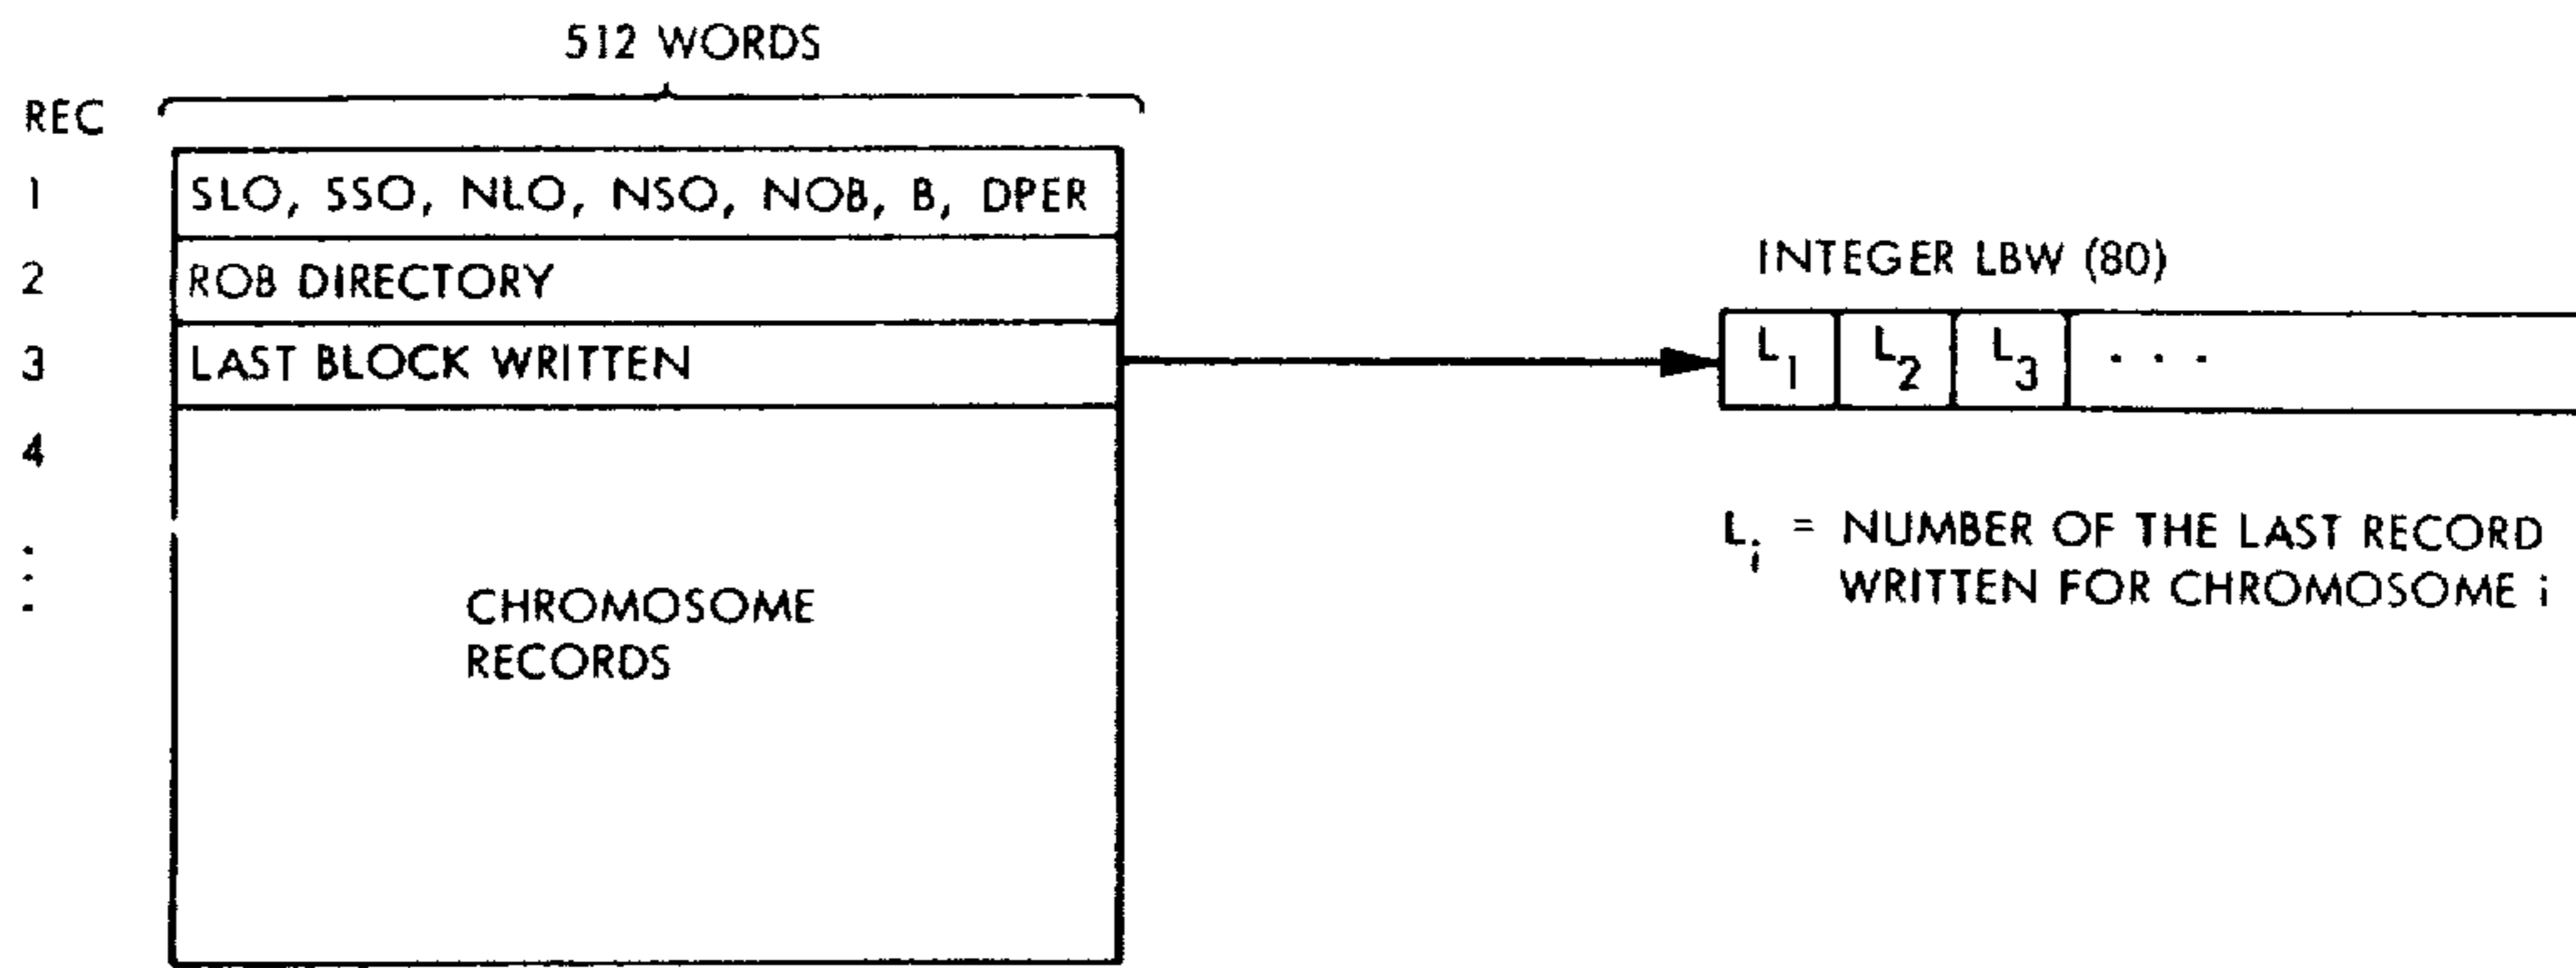 512 WORDS
REC
1 SLO, SSO, NLO, NSO, NOB, B, DPER
2 ROB DIRECTORY
3 LAST BLOCK WRITTEN
4
⋮
CHROMOSOME
RECORDS
INTEGER LBW (80)
L1 L2 L3 . . .
Li = NUMBER OF THE LAST RECORD
WRITTEN FOR CHROMOSOME i